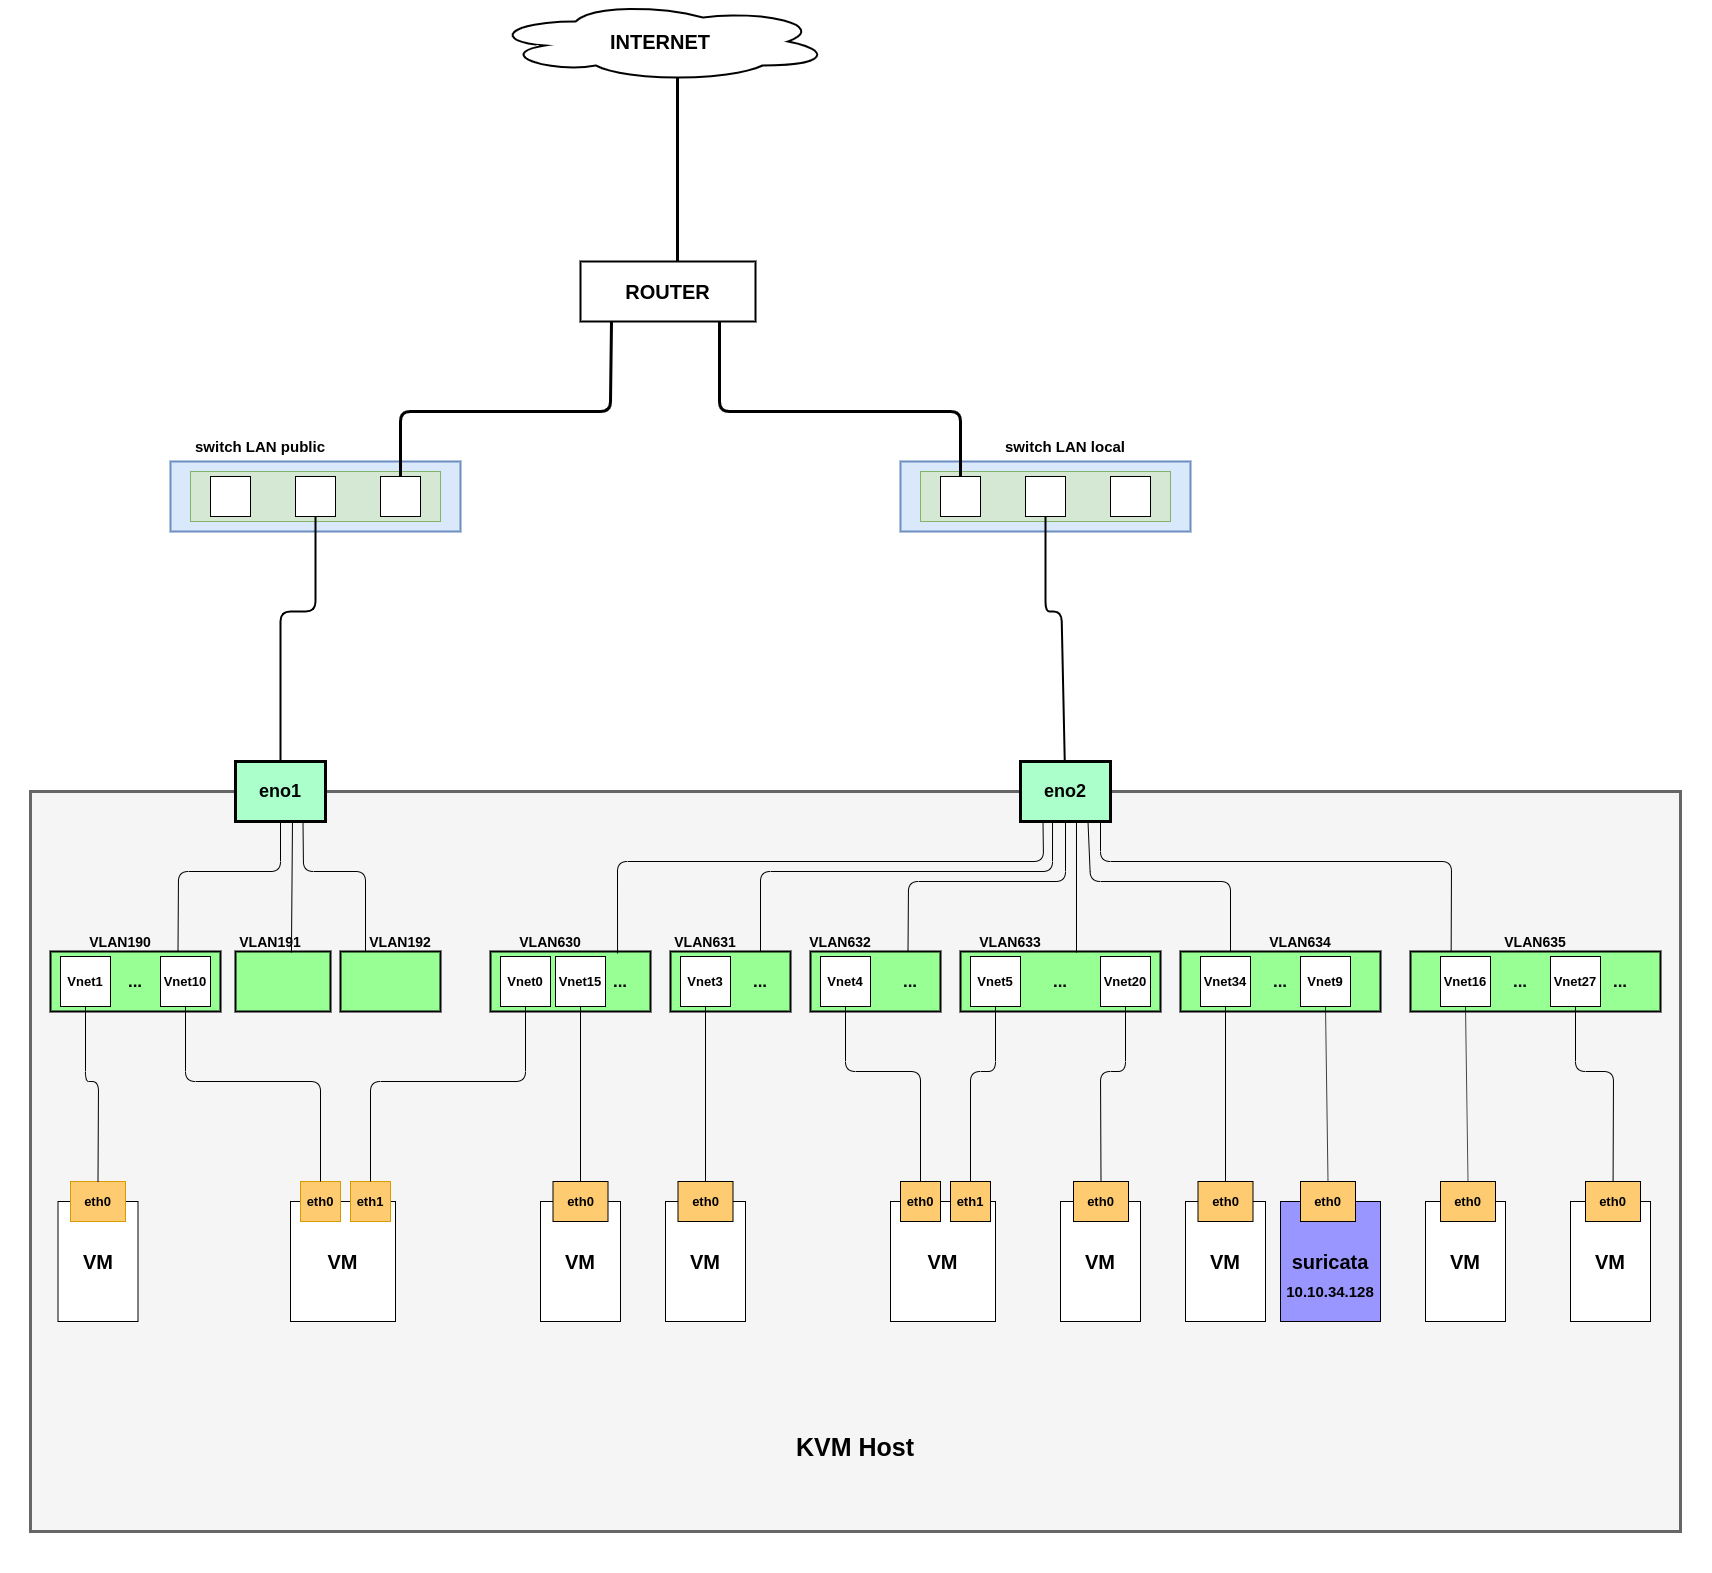 INTERNET
ROUTER
switch LAN public
switch LAN local
eno1
eno2
VLAN190
VLAN191
VLAN192
VLAN630
VLAN631
VLAN632
VLAN633
VLAN634
VLAN635
Vnet1
...
Vnet10
Vnet0
Vnet15
...
Vnet3
...
Vnet4
...
Vnet5
...
Vnet20
Vnet34
...
Vnet9
Vnet16
...
Vnet27
...
eth0
eth0
eth1
eth0
eth0
eth0
eth1
eth0
eth0
eth0
eth0
eth0
VM
VM
VM
VM
VM
VM
VM
suricata
10.10.34.128
VM
VM
KVM Host